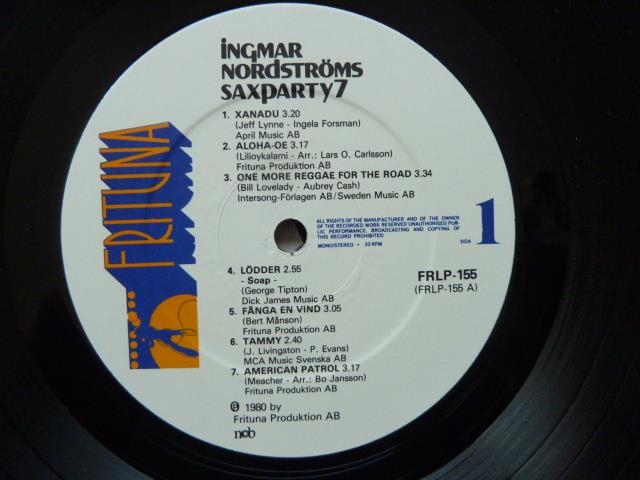 INGMAR
NORDSTRÖMS
SAXPARTY7
1. XANADU 3.20
(Jeff Lynne - Ingela Forsman)
April Music AB
2. ALOHA-OE 3.17
(Lilioykalami - Arr.: Lars O. Carlsson)
Frituna Produktion AB
3. ONE MORE REGGAE FOR THE ROAD 3.34
(Bill Lovelady - Aubrey Cash)
Intersong-Förlagen AB/Sweden Music AB
FRITUNA
ALL RIGHTS OF THE MANUFACTURER AND OF THE OWNER
OF THE RECORDED WORK RESERVED UNAUTHORISED PUB-
LIC PERFORMANCE, BROADCASTING AND COPYING OF
THIS RECORD PROHIBITED
MONO/STEREO • 33 RPM
SIDA 1
FRLP-155
(FRLP-155 A)
4. LÖDDER 2.55
- Soap -
(George Tipton)
Dick James Music AB
5. FÅNGA EN VIND 3.05
(Bert Månson)
Frituna Produktion AB
6. TAMMY 2.40
(J. Livingston - P. Evans)
MCA Music Svenska AB
7. AMERICAN PATROL 3.17
(Meacher - Arr.: Bo Jansson)
Frituna Produktion AB
℗ 1980 by
Frituna Produktion AB
ncb